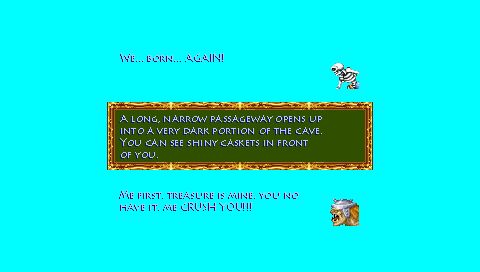 We... born... AGAIN!
A long, narrow passageway opens up
into a very dark portion of the cave.
You can see shiny caskets in front
of you.
Me first. treasure is mine. you no
have it. me CRUSH YOU!!!